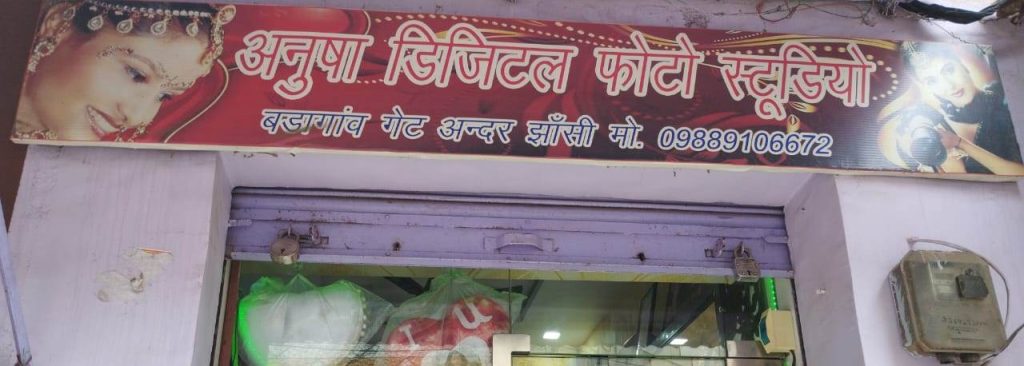 अनुषा डिजिटल फोटो स्टूडियो
बडागांव गेट अन्दर झाँसी मो. 09889106672
I
U